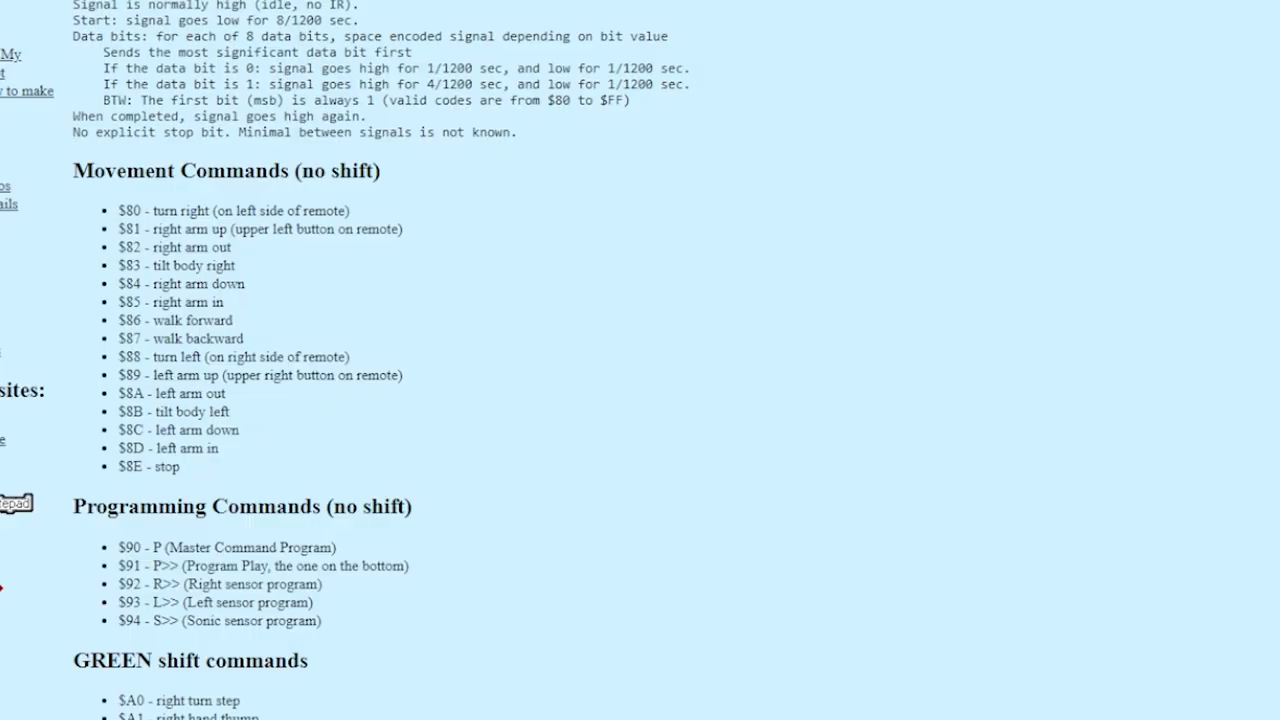 Signal is normally high (idle, no IR).
Start: signal goes low for 8/1200 sec.
Data bits: for each of 8 data bits, space encoded signal depending on bit value
Sends the most significant data bit first
If the data bit is 0: signal goes high for 1/1200 sec, and low for 1/1200 sec.
If the data bit is 1: signal goes high for 4/1200 sec, and low for 1/1200 sec.
BTW: The first bit (msb) is always 1 (valid codes are from $80 to $FF)
When completed, signal goes high again.
No explicit stop bit. Minimal between signals is not known.
My
to make
sites:
Movement Commands (no shift)
$80 - turn right (on left side of remote)
$81 - right arm up (upper left button on remote)
$82 - right arm out
$83 - tilt body right
$84 - right arm down
$85 - right arm in
$86 - walk forward
$87 - walk backward
$88 - turn left (on right side of remote)
$89 - left arm up (upper right button on remote)
$8A - left arm out
$8B - tilt body left
$8C - left arm down
$8D - left arm in
$8E - stop
Programming Commands (no shift)
$90 - P (Master Command Program)
$91 - P>> (Program Play, the one on the bottom)
$92 - R>> (Right sensor program)
$93 - L>> (Left sensor program)
$94 - S>> (Sonic sensor program)
GREEN shift commands
$A0 - right turn step
$A1 - right hand thump